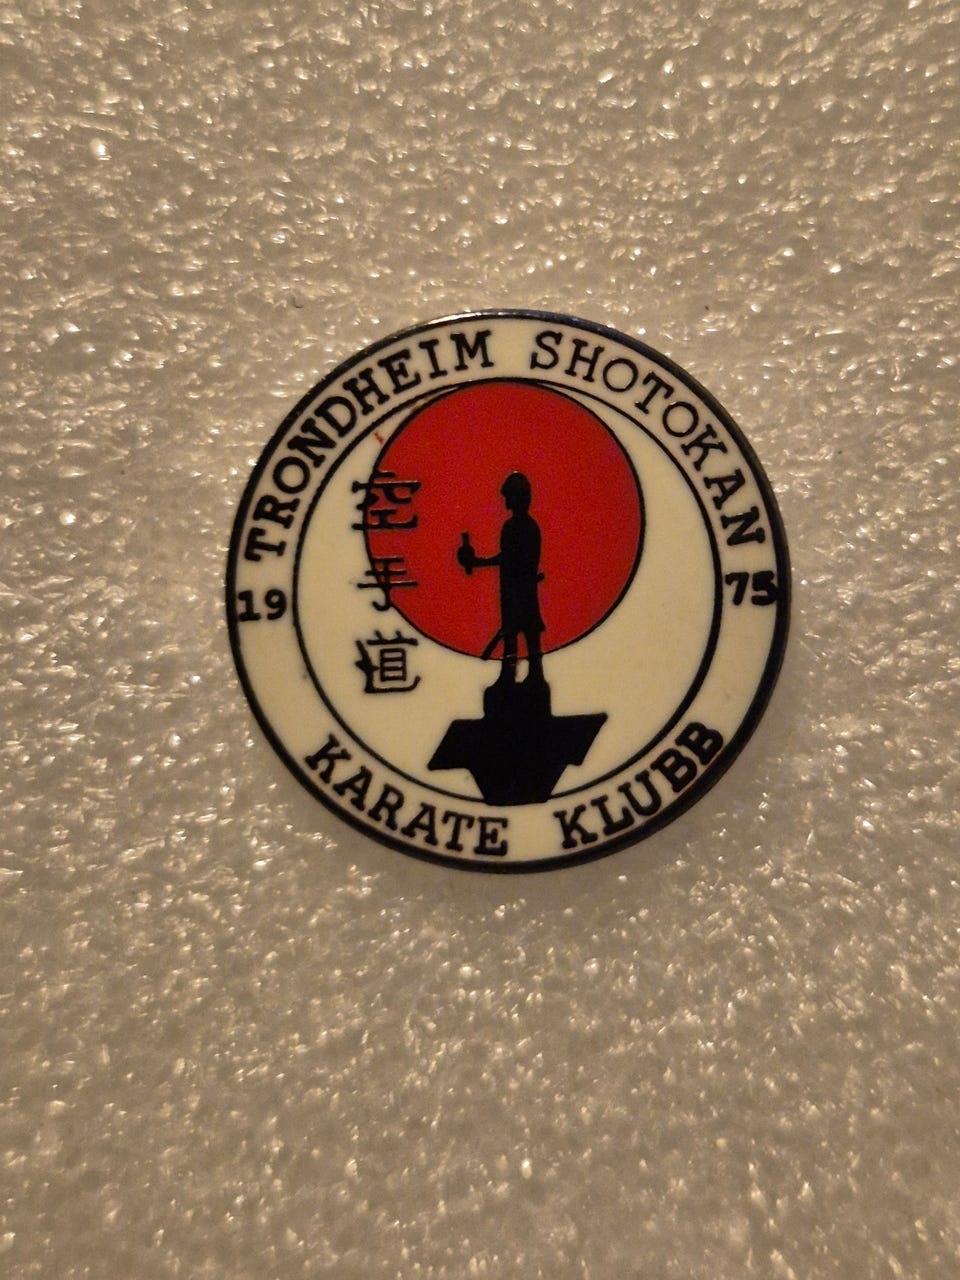 TRONDHEIM SHOTOKAN
19 75
空手道
KARATE KLUBB